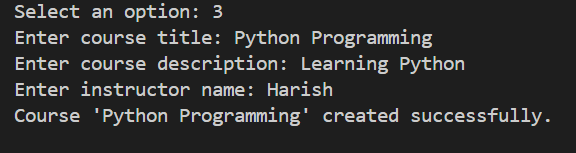 Select an option: 3
Enter course title: Python Programming
Enter course description: Learning Python
Enter instructor name: Harish
Course 'Python Programming' created successfully.